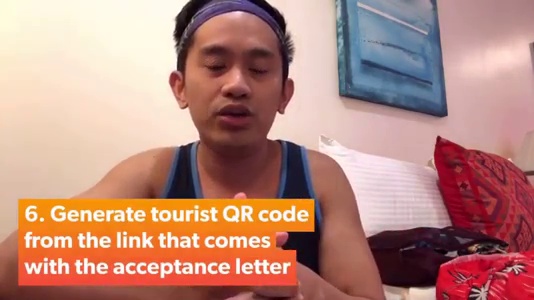 6. Generate tourist QR code
from the link that comes
with the acceptance letter